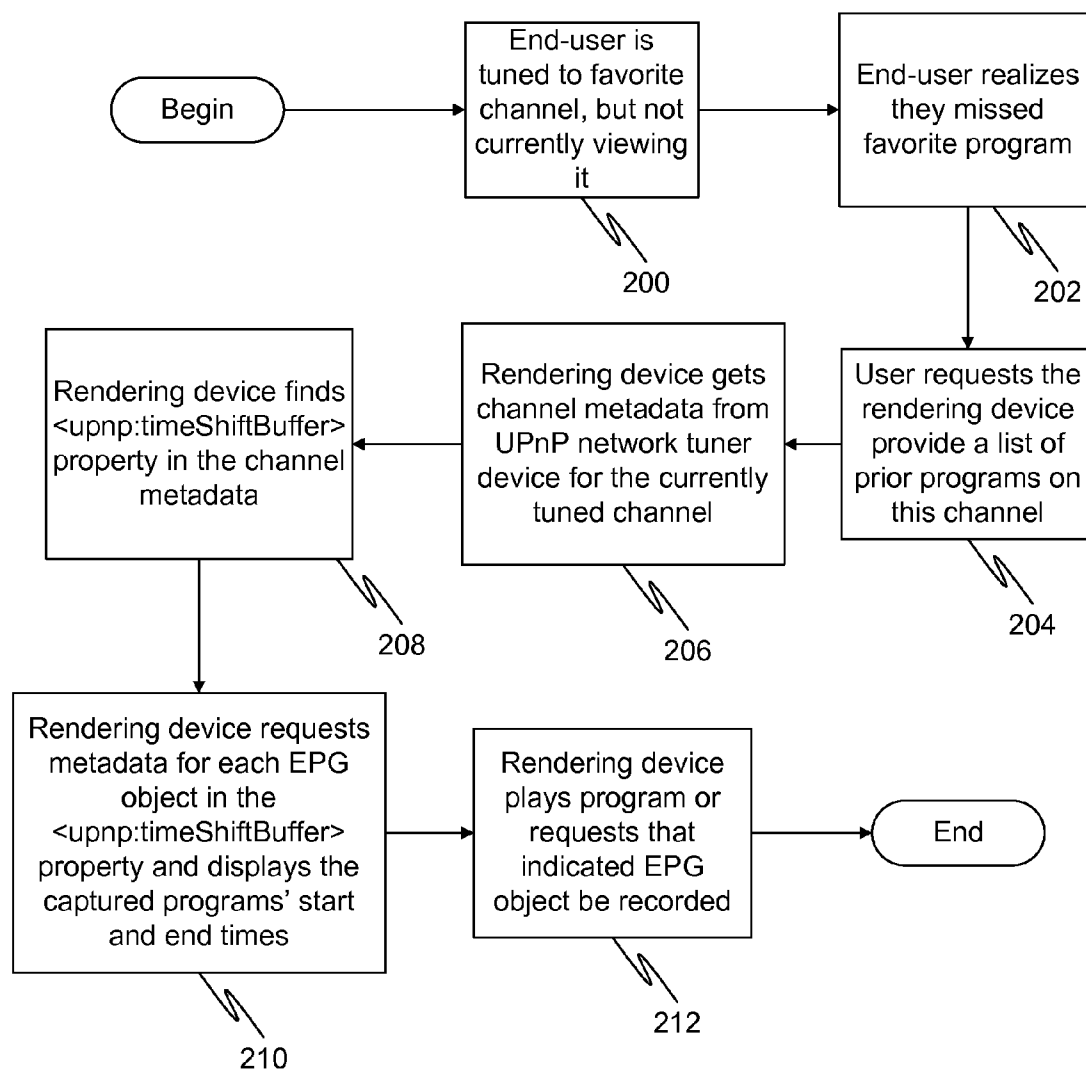 Begin
End-user is
tuned to favorite
channel, but not
currently viewing
it
200
End-user realizes
they missed
favorite program
202
User requests the
rendering device
provide a list of
prior programs on
this channel
204
Rendering device gets
channel metadata from
UPnP network tuner
device for the currently
tuned channel
206
Rendering device finds
<upnp:timeShiftBuffer>
property in the channel
metadata
208
Rendering device requests
metadata for each EPG
object in the
<upnp:timeShiftBuffer>
property and displays the
captured programs’ start
and end times
210
Rendering device
plays program or
requests that
indicated EPG
object be recorded
212
End